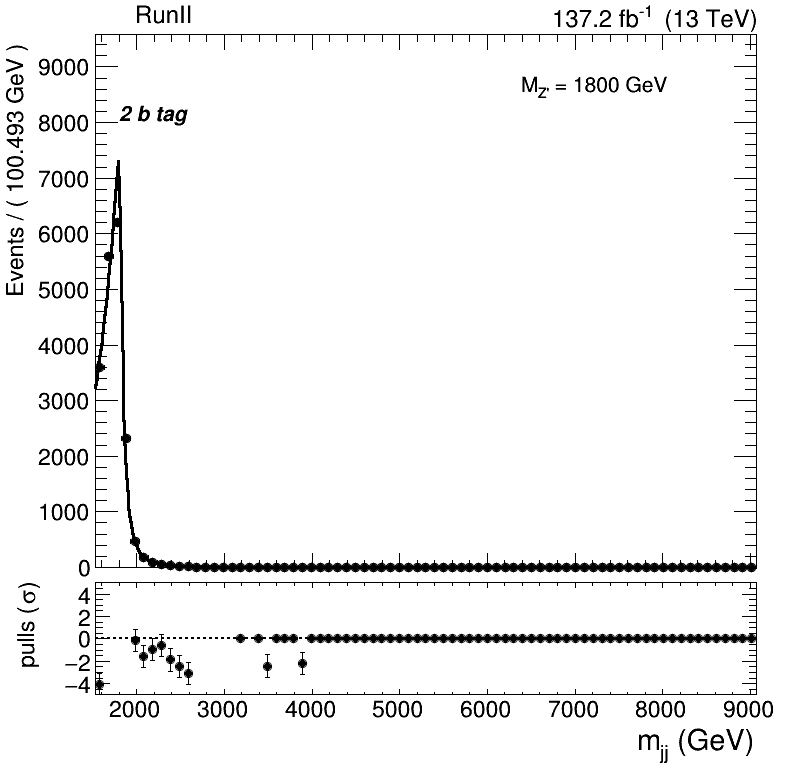 RunII
137.2 fb⁻¹ (13 TeV)
Events / ( 100.493 GeV )
9000
8000
7000
6000
5000
4000
3000
2000
1000
0
2 b tag
M_Z' = 1800 GeV
pulls (σ)
4
2
0
−2
−4
2000 3000 4000 5000 6000 7000 8000 9000
m_jj (GeV)